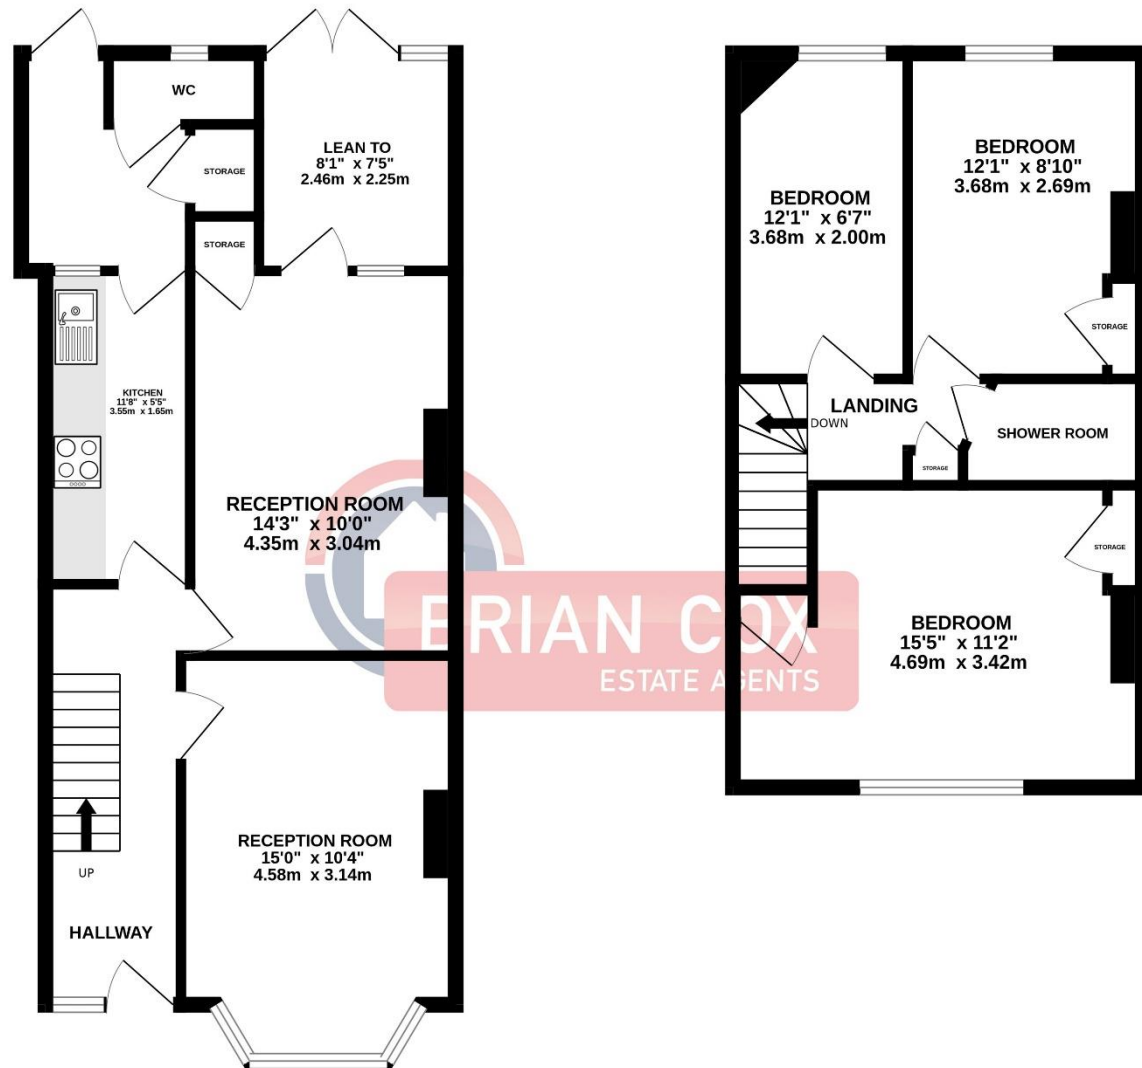 WC
STORAGE
STORAGE
LEAN TO
8'1" x 7'5"
2.46m x 2.25m
KITCHEN
11'8" x 5'5"
3.55m x 1.65m
RECEPTION ROOM
14'3" x 10'0"
4.35m x 3.04m
RECEPTION ROOM
15'0" x 10'4"
4.58m x 3.14m
UP
HALLWAY
BEDROOM
12'1" x 6'7"
3.68m x 2.00m
BEDROOM
12'1" x 8'10"
3.68m x 2.69m
STORAGE
LANDING
DOWN
SHOWER ROOM
STORAGE
STORAGE
BEDROOM
15'5" x 11'2"
4.69m x 3.42m
BRIAN COX
ESTATE AGENTS